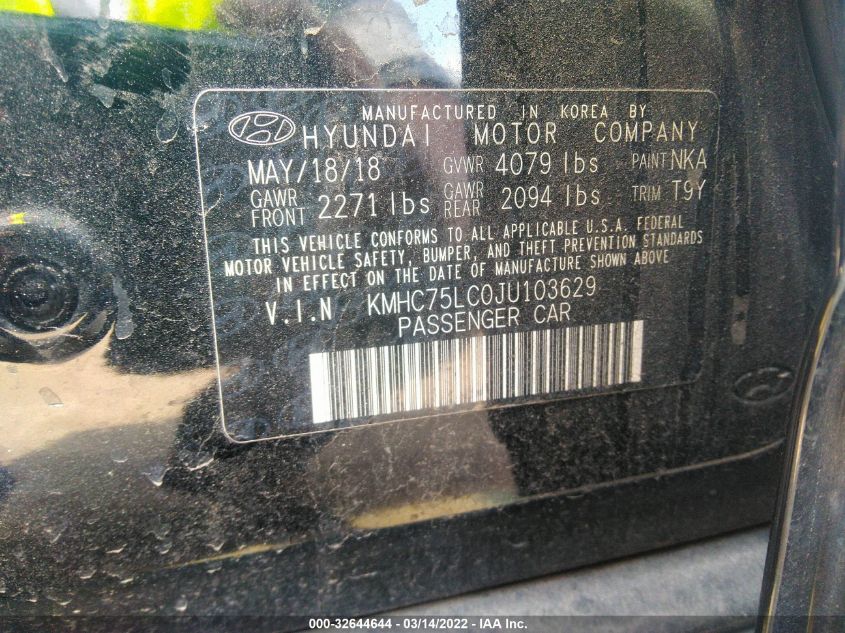 MANUFACTURED IN KOREA BY
HYUNDAI MOTOR COMPANY
MAY/18/18 GVWR 4079 lbs PAINT NKA
GAWR FRONT 2271 lbs GAWR REAR 2094 lbs TRIM T9Y
THIS VEHICLE CONFORMS TO ALL APPLICABLE U.S.A. FEDERAL
MOTOR VEHICLE SAFETY, BUMPER, AND THEFT PREVENTION STANDARDS
IN EFFECT ON THE DATE OF MANUFACTURE SHOWN ABOVE
V.I.N KMHC75LC0JU103629
PASSENGER CAR
000-32644644 / 03/14/2022 - IAA Inc.